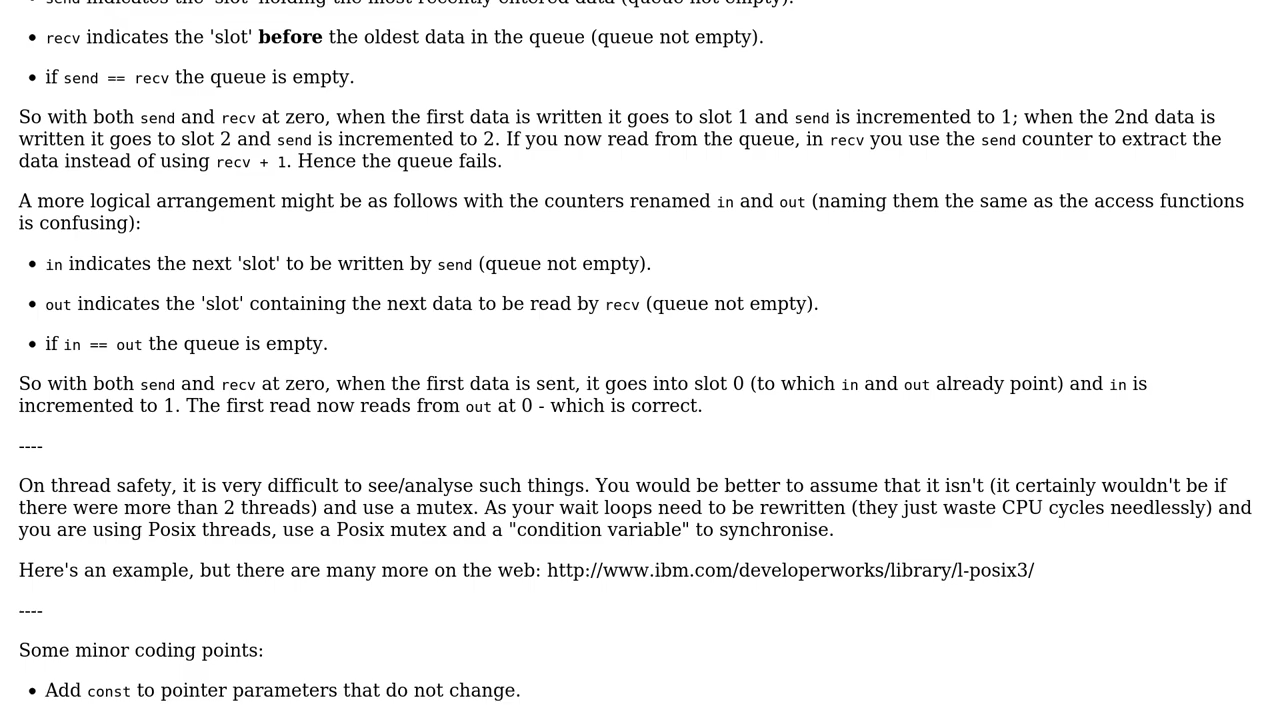 send indicates the 'slot' holding the most recently entered data (queue not empty).
• recv indicates the 'slot' before the oldest data in the queue (queue not empty).
• if send == recv the queue is empty.
So with both send and recv at zero, when the first data is written it goes to slot 1 and send is incremented to 1; when the 2nd data is
written it goes to slot 2 and send is incremented to 2. If you now read from the queue, in recv you use the send counter to extract the
data instead of using recv + 1. Hence the queue fails.
A more logical arrangement might be as follows with the counters renamed in and out (naming them the same as the access functions
is confusing):
• in indicates the next 'slot' to be written by send (queue not empty).
• out indicates the 'slot' containing the next data to be read by recv (queue not empty).
• if in == out the queue is empty.
So with both send and recv at zero, when the first data is sent, it goes into slot 0 (to which in and out already point) and in is
incremented to 1. The first read now reads from out at 0 - which is correct.
----
On thread safety, it is very difficult to see/analyse such things. You would be better to assume that it isn't (it certainly wouldn't be if
there were more than 2 threads) and use a mutex. As your wait loops need to be rewritten (they just waste CPU cycles needlessly) and
you are using Posix threads, use a Posix mutex and a "condition variable" to synchronise.
Here's an example, but there are many more on the web: http://www.ibm.com/developerworks/library/l-posix3/
----
Some minor coding points:
• Add const to pointer parameters that do not change.